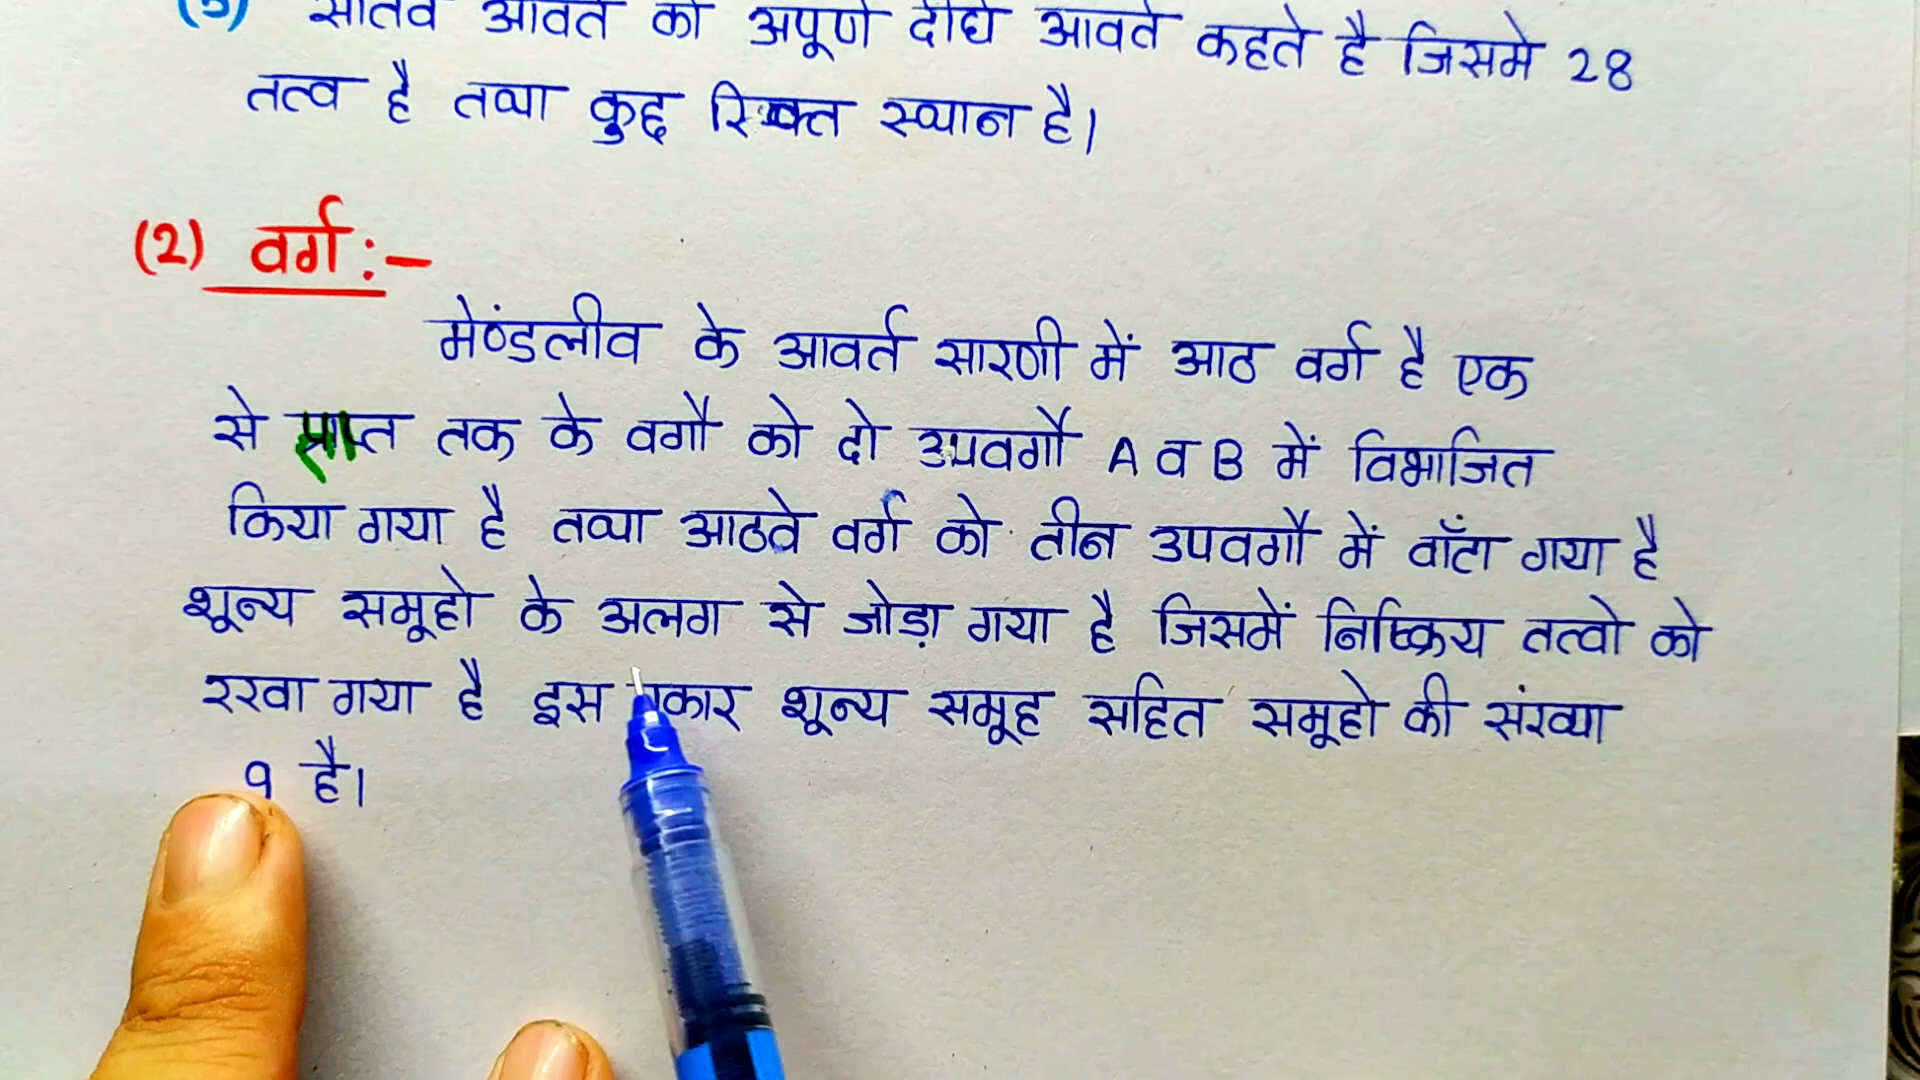 (5) सातवे आवर्त को अपूर्ण दीर्घ आवर्त कहते है जिसमे 28
तत्व है तथा कुछ रिक्त स्थान है।
(2) वर्ग :-
मेण्डंलीव के आवर्त सारणी में आठ वर्ग है एक
से तक के वर्गो को दो उपवर्गो A व B में विभाजित
किया गया है तथा आठवे वर्ग को तीन उपवर्गो में बाँटा गया है
शून्य समूहो के अलग से जोड़ा गया है जिसमें निष्क्रिय तत्वो को
रखा गया है इस प्रकार शून्य समूह सहित समूहो की संख्या
9 है।